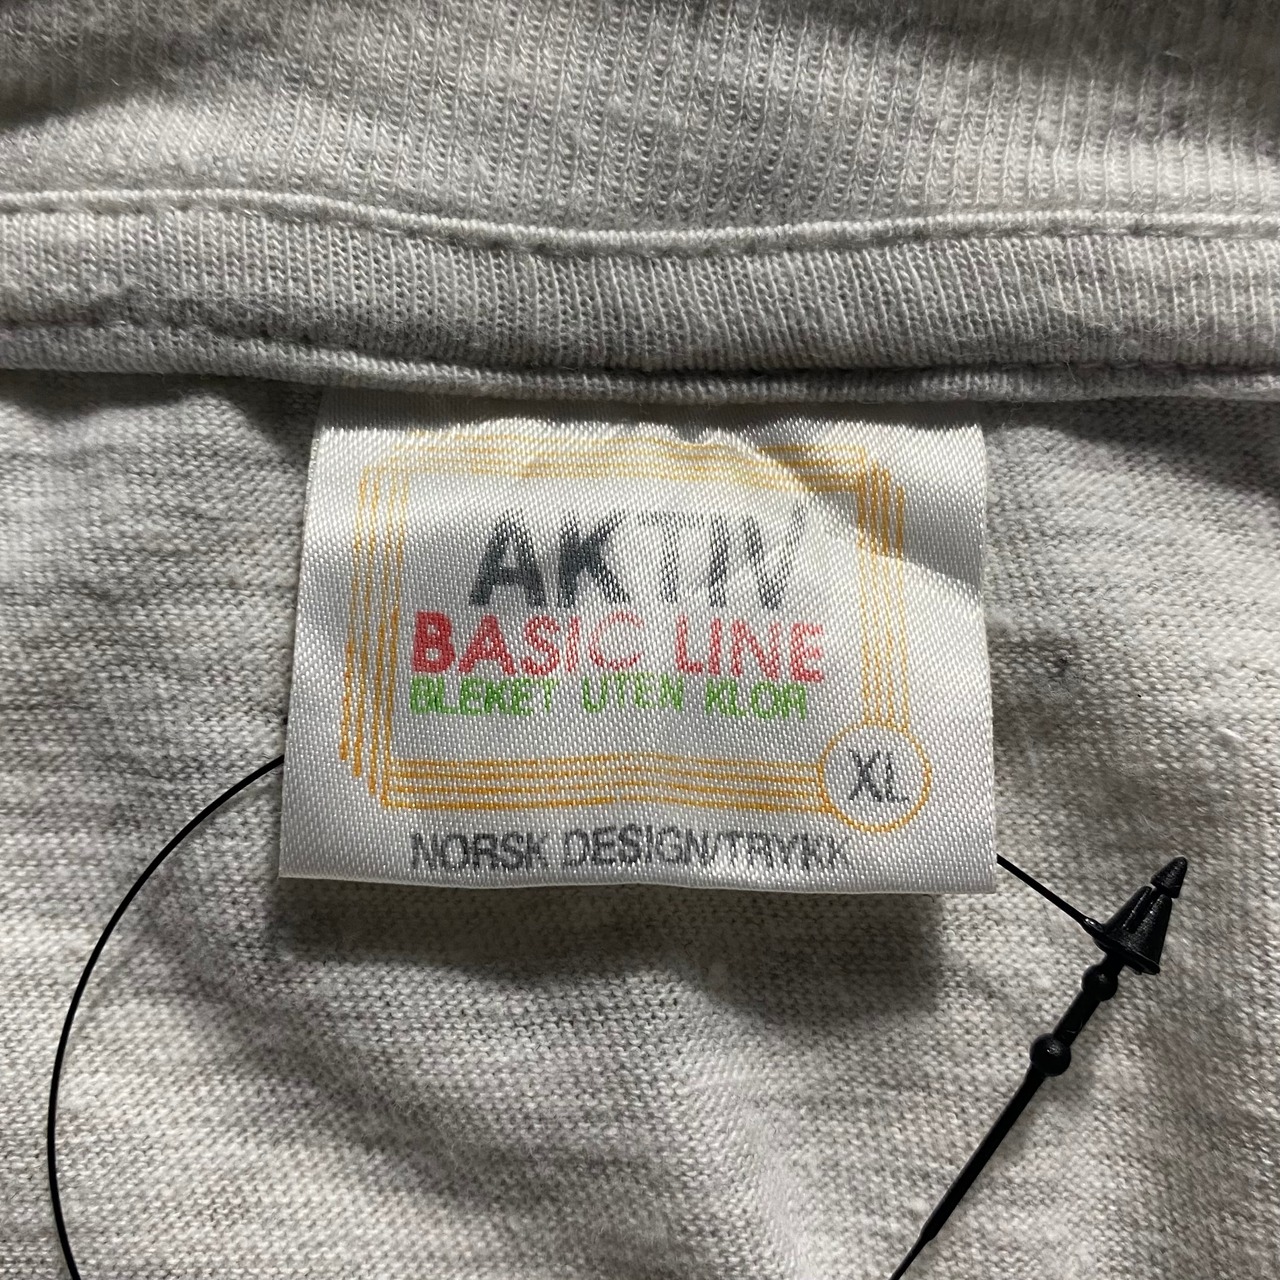 AKTIV
BASIC LINE
BLEKET UTEN KLOR
XL
NORSK DESIGN/TRYKK